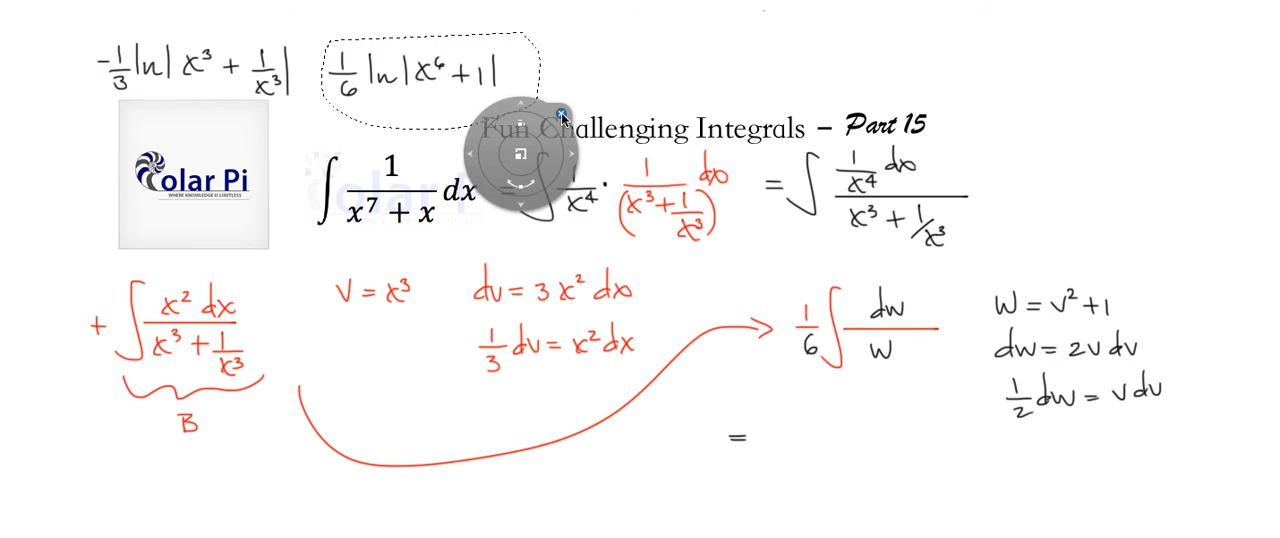 -1/3 ln|x³ + 1/x³| 1/6 ln|x⁶ + 1|
Fun Challenging Integrals – Part 15
olar Pi
WHERE KNOWLEDGE IS LIMITLESS
∫ 1/(x⁷ + x) dx = ∫ 1/x⁴ · 1/(x³ + 1/x³) dx = ∫ (1/x⁴ dx)/(x³ + 1/x³)
+ ∫ (x² dx)/(x³ + 1/x³) v = x³ dv = 3x² dx 1/6 ∫ dw/w w = v² + 1
1/3 dv = x² dx dw = 2v dv
B 1/2 dw = v dv
=